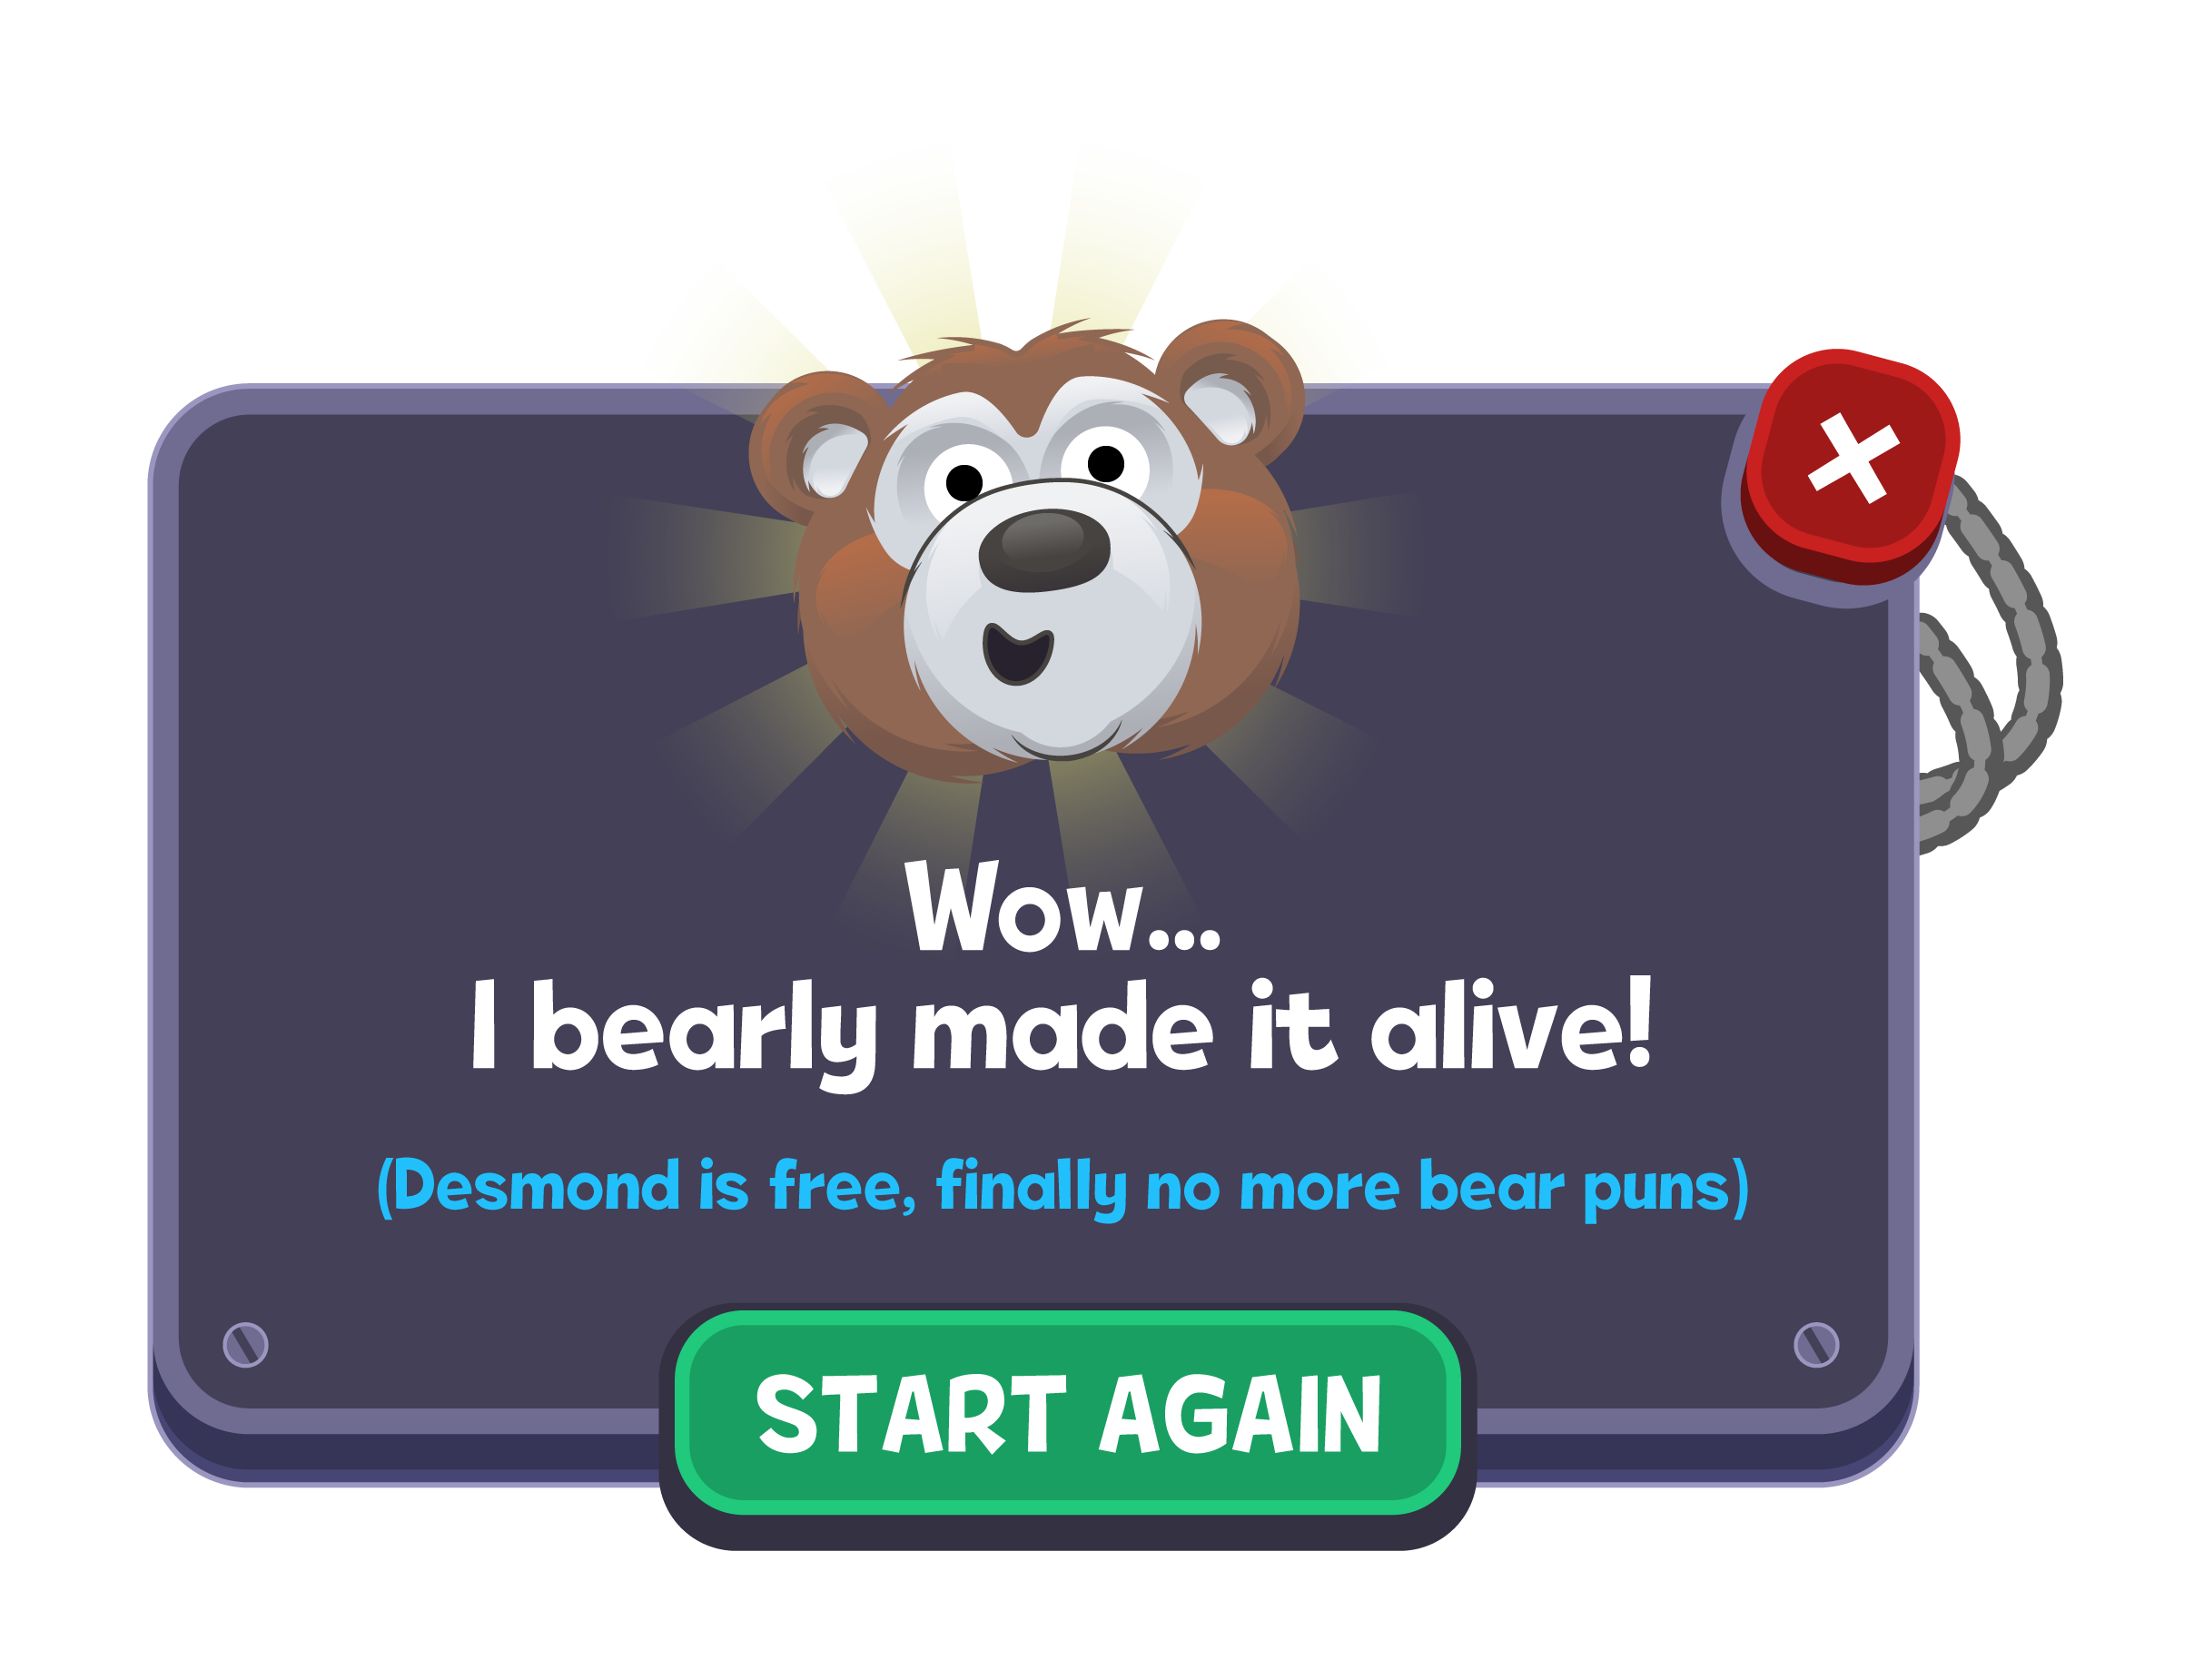 Wow...
I bearly made it alive!
(Desmond is free, finally no more bear puns)
START AGAIN